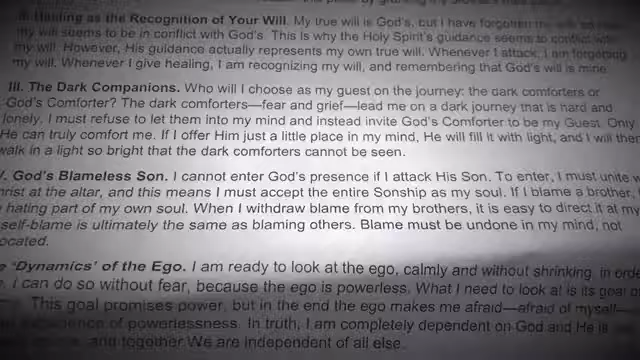 Healing as the Recognition of Your Will. My true will is God's, but I have forgotten
my will seems to be in conflict with God's. This is why the Holy Spirit's guidance seems to conflict with
my will. However, His guidance actually represents my own true will. Whenever I attack, I am forgetting
my will. Whenever I give healing, I am recognizing my will, and remembering that God's will is mine.
III. The Dark Companions. Who will I choose as my guest on the journey: the dark comforters or
God's Comforter? The dark comforters—fear and grief—lead me on a dark journey that is hard and
lonely. I must refuse to let them into my mind and instead invite God's Comforter to be my Guest. Only
He can truly comfort me. If I offer Him just a little place in my mind, He will fill it with light, and I will then
walk in a light so bright that the dark comforters cannot be seen.
V. God's Blameless Son. I cannot enter God's presence if I attack His Son. To enter, I must unite w
hrist at the altar, and this means I must accept the entire Sonship as my soul. If I blame a brother,
hating part of my own soul. When I withdraw blame from my brothers, it is easy to direct it at my
self-blame is ultimately the same as blaming others. Blame must be undone in my mind, not
ocated.
e 'Dynamics' of the Ego. I am ready to look at the ego, calmly and without shrinking, in orde
I can do so without fear, because the ego is powerless. What I need to look at is its goal of
This goal promises power, but in the end the ego makes me afraid—afraid of myself—
of powerlessness. In truth, I am completely dependent on God and He is
and together We are independent of all else.